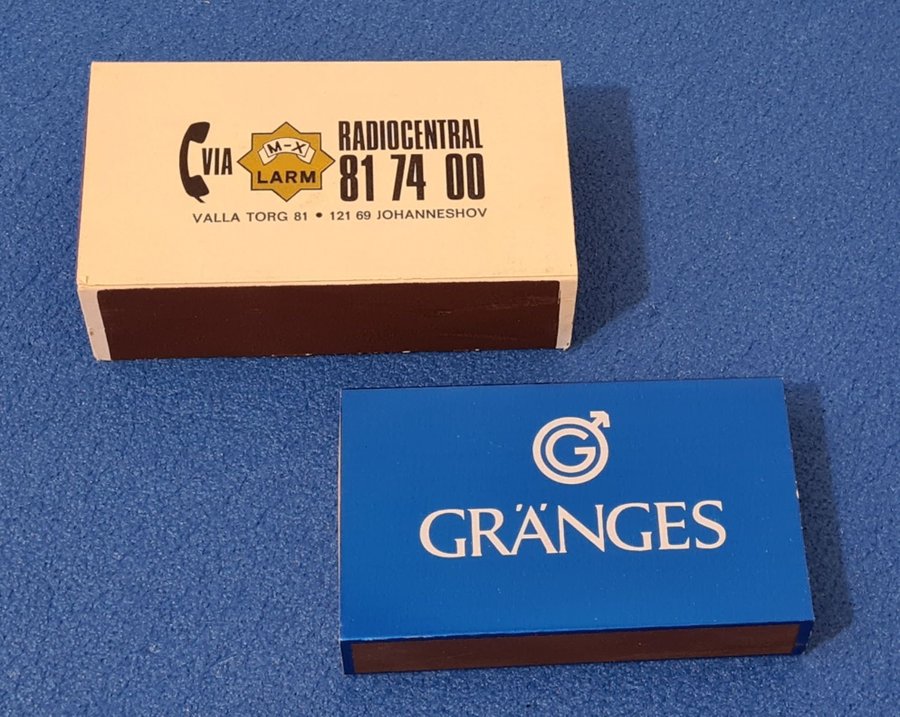 VIA
M-X
LARM
RADIOCENTRAL
81 74 00
VALLA TORG 81 • 121 69 JOHANNESHOV
G
GRÄNGES